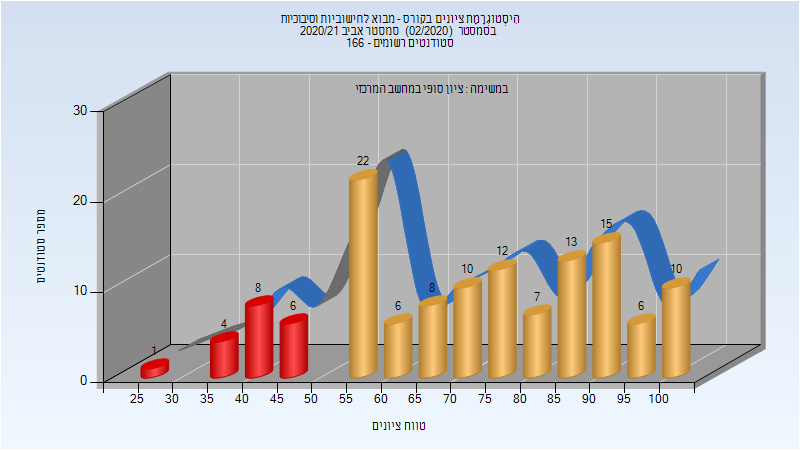 היסטוגרמת ציונים בקורס - מבוא לחישוביות וסיבוכיות
בסמסטר (02/2020) סמסטר אביב 2020/21
סטודנטים רשומים - 166
במשימה : ציון סופי במחשב המרכזי
מספר סטודנטים
30
20
10
0
1
4
8
6
22
6
8
10
12
7
13
15
6
10
25 30 35 40 45 50 55 60 65 70 75 80 85 90 95 100
טווח ציונים